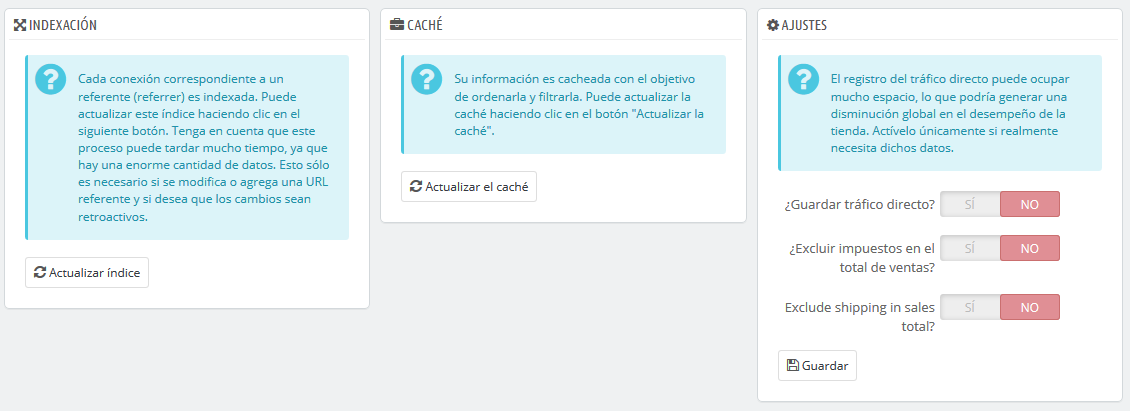 INDEXACIÓN
Cada conexión correspondiente a un
referente (referrer) es indexada. Puede
actualizar este índice haciendo clic en el
siguiente botón. Tenga en cuenta que este
proceso puede tardar mucho tiempo, ya que
hay una enorme cantidad de datos. Esto sólo
es necesario si se modifica o agrega una URL
referente y si desea que los cambios sean
retroactivos.
Actualizar índice
CACHÉ
Su información es cacheada con el objetivo
de ordenarla y filtrarla. Puede actualizar la
caché haciendo clic en el botón "Actualizar la
caché".
Actualizar el caché
AJUSTES
El registro del tráfico directo puede ocupar
mucho espacio, lo que podría generar una
disminución global en el desempeño de la
tienda. Actívelo únicamente si realmente
necesita dichos datos.
¿Guardar tráfico directo? SÍ NO
¿Excluir impuestos en el
total de ventas? SÍ NO
Exclude shipping in sales
total? SÍ NO
Guardar